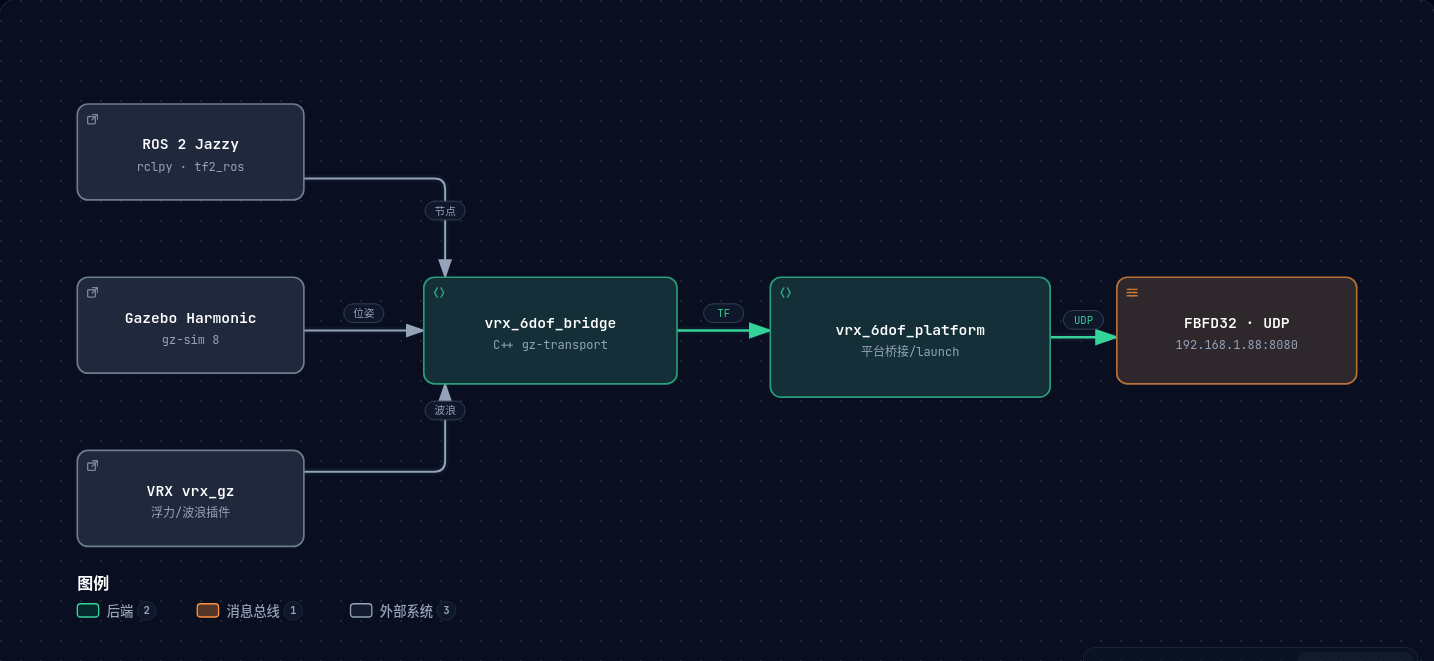 ROS 2 Jazzy
rclpy · tf2_ros
节点
Gazebo Harmonic
gz-sim 8
位姿
vrx_6dof_bridge
C++ gz-transport
TF
vrx_6dof_platform
平台桥接/launch
UDP
FBFD32 · UDP
192.168.1.88:8080
波浪
VRX vrx_gz
浮力/波浪插件
图例
后端 2
消息总线 1
外部系统 3